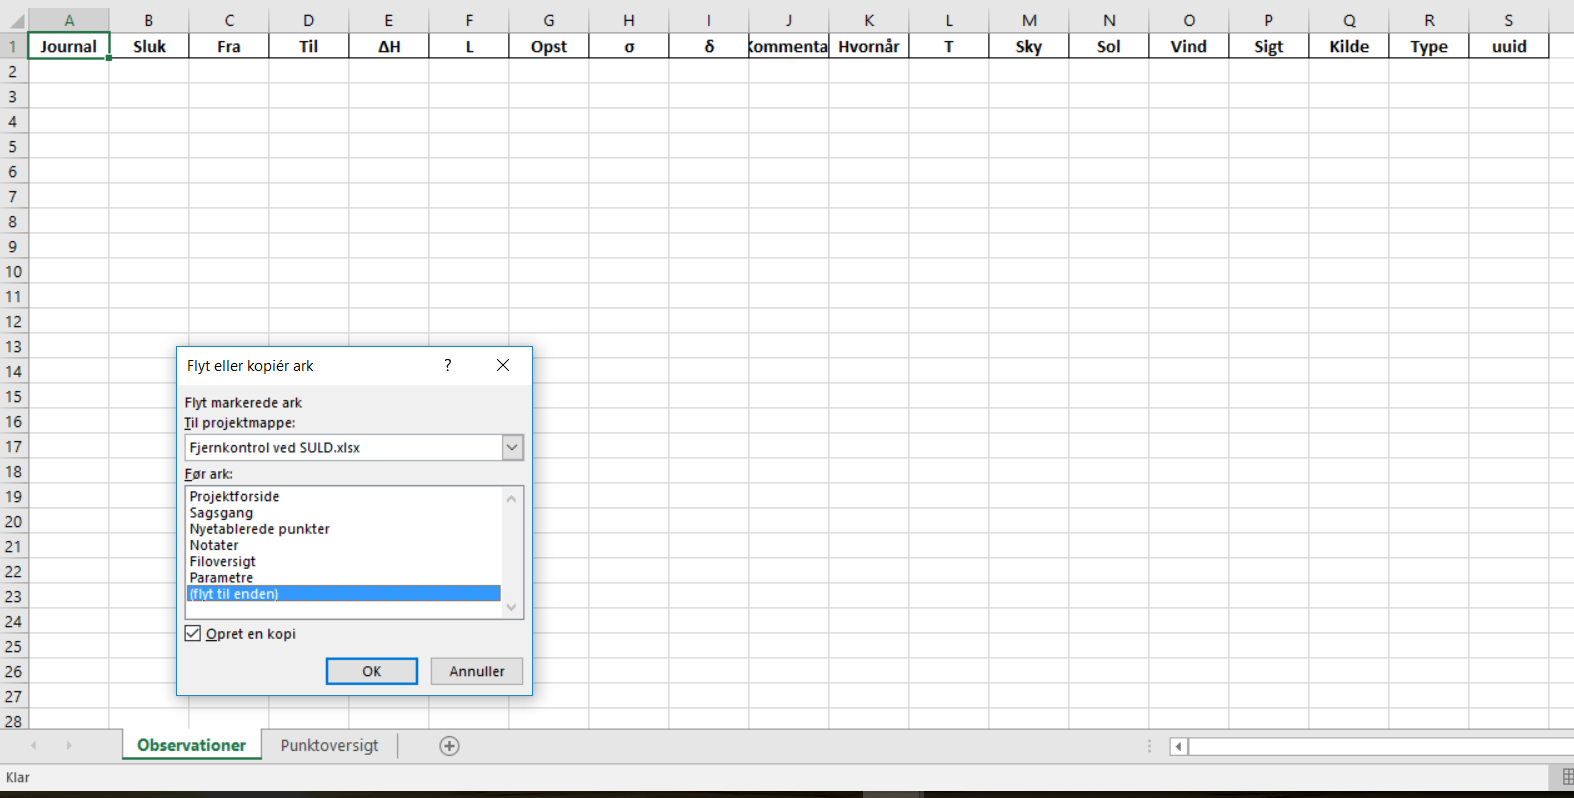 A B C D E F G H I J K L M N O P Q R S
1 Journal Sluk Fra Til ΔH L Opst σ δ Kommenta Hvornår T Sky Sol Vind Sigt Kilde Type uuid
2
3
4
5
6
7
8
9
10
11
12
13
14
15
16
17
18
19
20
21
22
23
24
25
26
27
28
Flyt eller kopiér ark ?
Flyt markerede ark
Til projektmappe:
Fjernkontrol ved SULD.xlsx
Før ark:
Projektforside
Sagsgang
Nyetablerede punkter
Notater
Filoversigt
Parametre
(flyt til enden)
Opret en kopi
OK Annuller
Observationer Punktoversigt
Klar